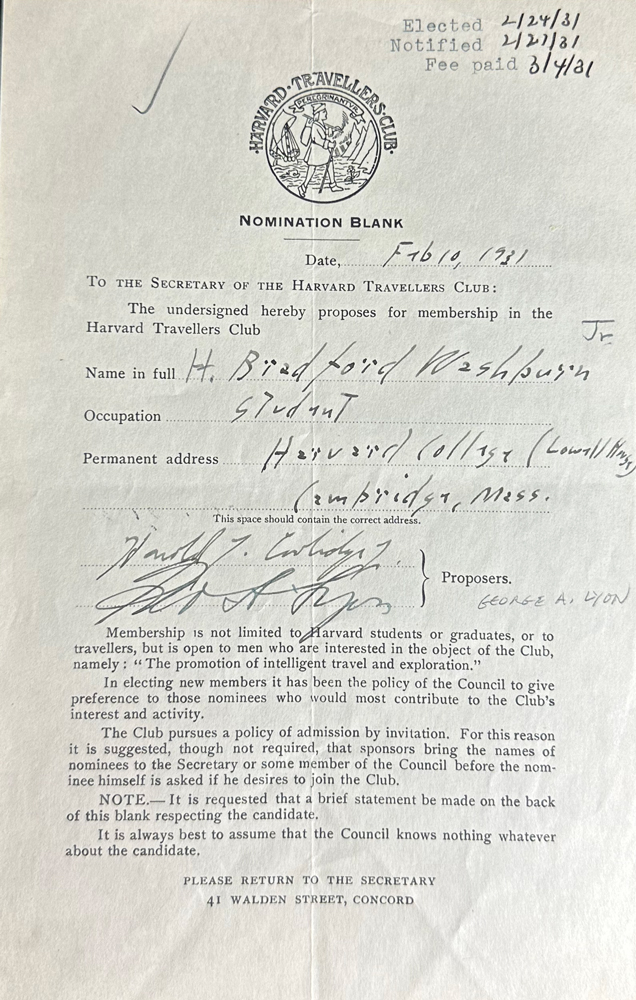 Elected 2/24/31
Notified 2/27/31
Fee paid 3/4/31
·HARVARD·TRAVELLERS·CLUB·
PEREGRINANTVR
NOMINATION BLANK
Date, Feb 10, 1931
TO THE SECRETARY OF THE HARVARD TRAVELLERS CLUB:
The undersigned hereby proposes for membership in the
Harvard Travellers Club
Jr.
Name in full H. Bradford Washburn
Occupation Student
Permanent address Harvard College (Lowell House
Cambridge, Mass.
This space should contain the correct address.
Harold J. Coolidge Jr.
Geo A Lyon
Proposers.
GEORGE A. LYON
Membership is not limited to Harvard students or graduates, or to
travellers, but is open to men who are interested in the object of the Club,
namely: "The promotion of intelligent travel and exploration."
In electing new members it has been the policy of the Council to give
preference to those nominees who would most contribute to the Club's
interest and activity.
The Club pursues a policy of admission by invitation. For this reason
it is suggested, though not required, that sponsors bring the names of
nominees to the Secretary or some member of the Council before the nom-
inee himself is asked if he desires to join the Club.
NOTE.— It is requested that a brief statement be made on the back
of this blank respecting the candidate.
It is always best to assume that the Council knows nothing whatever
about the candidate.
PLEASE RETURN TO THE SECRETARY
41 WALDEN STREET, CONCORD